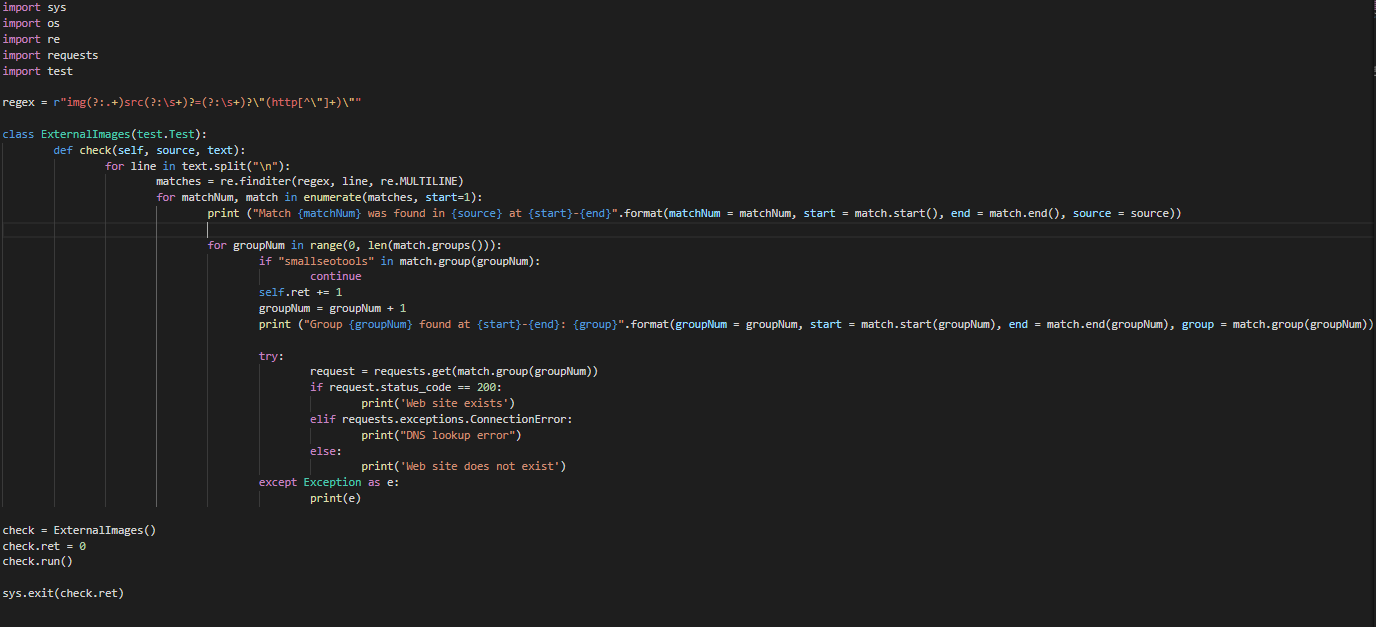 import sys
import os
import re
import requests
import test
regex = r"img(?:.+)src(?:\s+)?=(?:\s+)?\"(http[^\"]+)\""
class ExternalImages(test.Test):
def check(self, source, text):
for line in text.split("\n"):
matches = re.finditer(regex, line, re.MULTILINE)
for matchNum, match in enumerate(matches, start=1):
print ("Match {matchNum} was found in {source} at {start}-{end}".format(matchNum = matchNum, start = match.start(), end = match.end(), source = source))
for groupNum in range(0, len(match.groups())):
if "smallseotools" in match.group(groupNum):
continue
self.ret += 1
groupNum = groupNum + 1
print ("Group {groupNum} found at {start}-{end}: {group}".format(groupNum = groupNum, start = match.start(groupNum), end = match.end(groupNum), group = match.group(groupNum))
try:
request = requests.get(match.group(groupNum))
if request.status_code == 200:
print('Web site exists')
elif requests.exceptions.ConnectionError:
print("DNS lookup error")
else:
print('Web site does not exist')
except Exception as e:
print(e)
check = ExternalImages()
check.ret = 0
check.run()
sys.exit(check.ret)